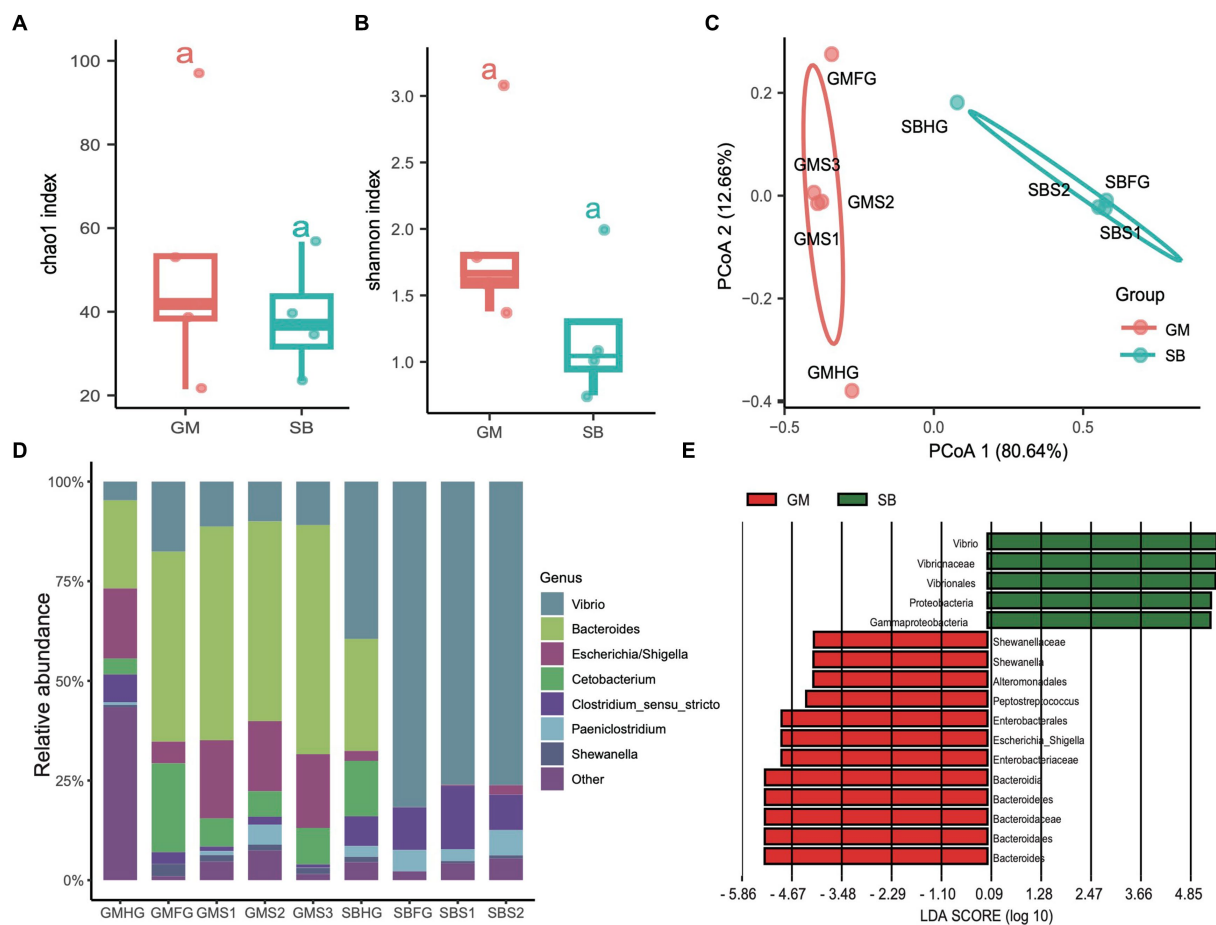 A
chao1 index
100
80
60
40
20
a
a
GM
SB
B
shannon index
3.0
2.5
2.0
1.5
1.0
a
a
GM
SB
C
PCoA 2 (12.66%)
0.2
0.0
−0.2
−0.4
GMFG
SBHG
GMS3
GMS2
GMS1
SBS2
SBFG
SBS1
GMHG
Group
GM
SB
−0.5
0.0
0.5
PCoA 1 (80.64%)
D
Relative abundance
100%
75%
50%
25%
0%
GMHG
GMFG
GMS1
GMS2
GMS3
SBHG
SBFG
SBS1
SBS2
Genus
Vibrio
Bacteroides
Escherichia/Shigella
Cetobacterium
Clostridium_sensu_stricto
Paeniclostridium
Shewanella
Other
E
GM
SB
Vibrio
Vibrionaceae
Vibrionales
Proteobacteria
Gammaproteobacteria
Shewanellaceae
Shewanella
Alteromonadales
Peptostreptococcus
Enterobacterales
Escherichia_Shigella
Enterobacteriaceae
Bacteroidia
Bacteroidetes
Bacteroidaceae
Bacteroidales
Bacteroides
- 5.86
- 4.67
- 3.48
- 2.29
- 1.10
0.09
1.28
2.47
3.66
4.85
LDA SCORE (log 10)